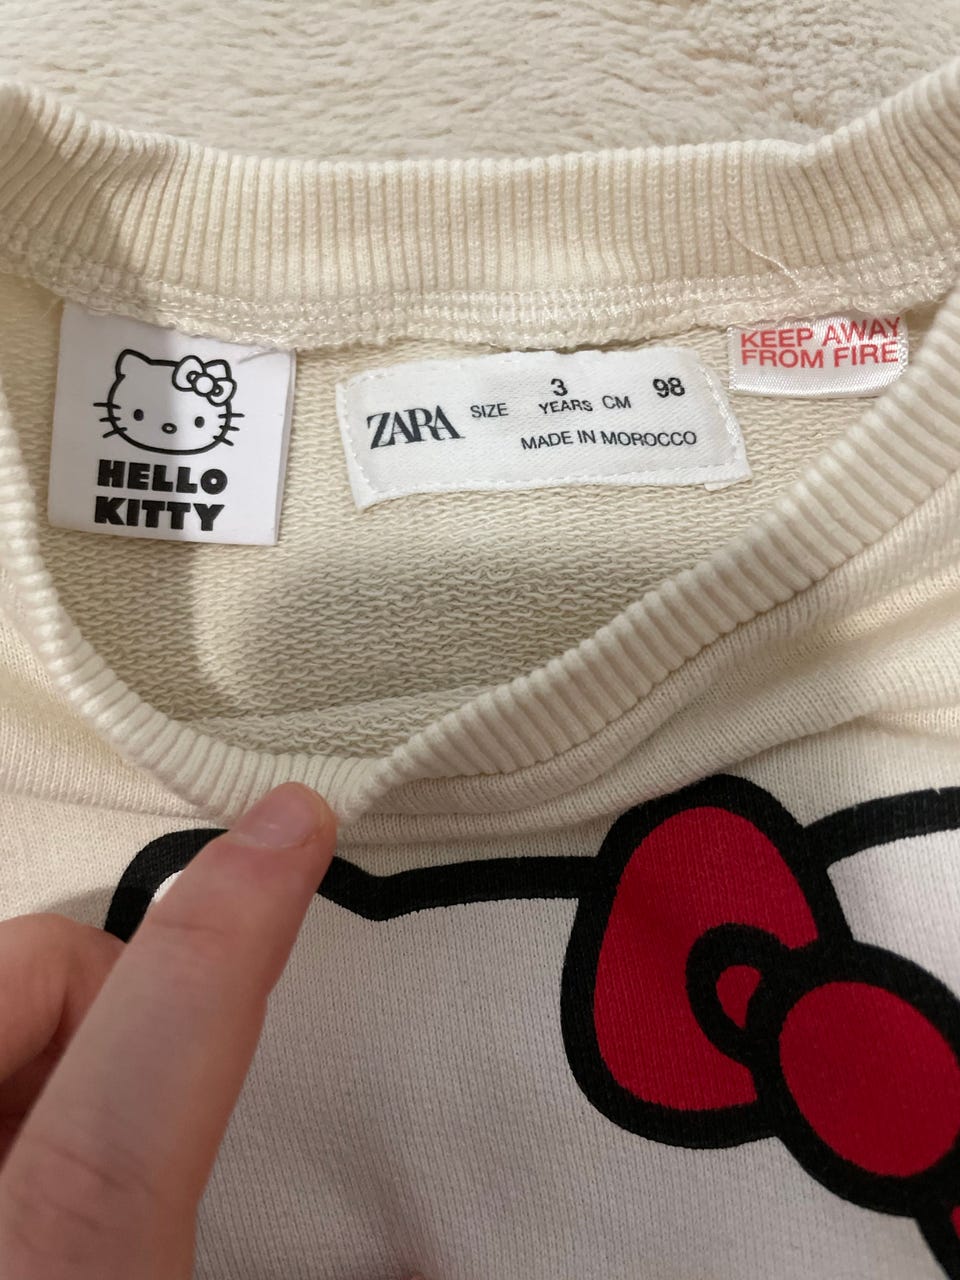 HELLO
KITTY
ZARA SIZE 3 YEARS CM 98
MADE IN MOROCCO
KEEP AWAY
FROM FIRE